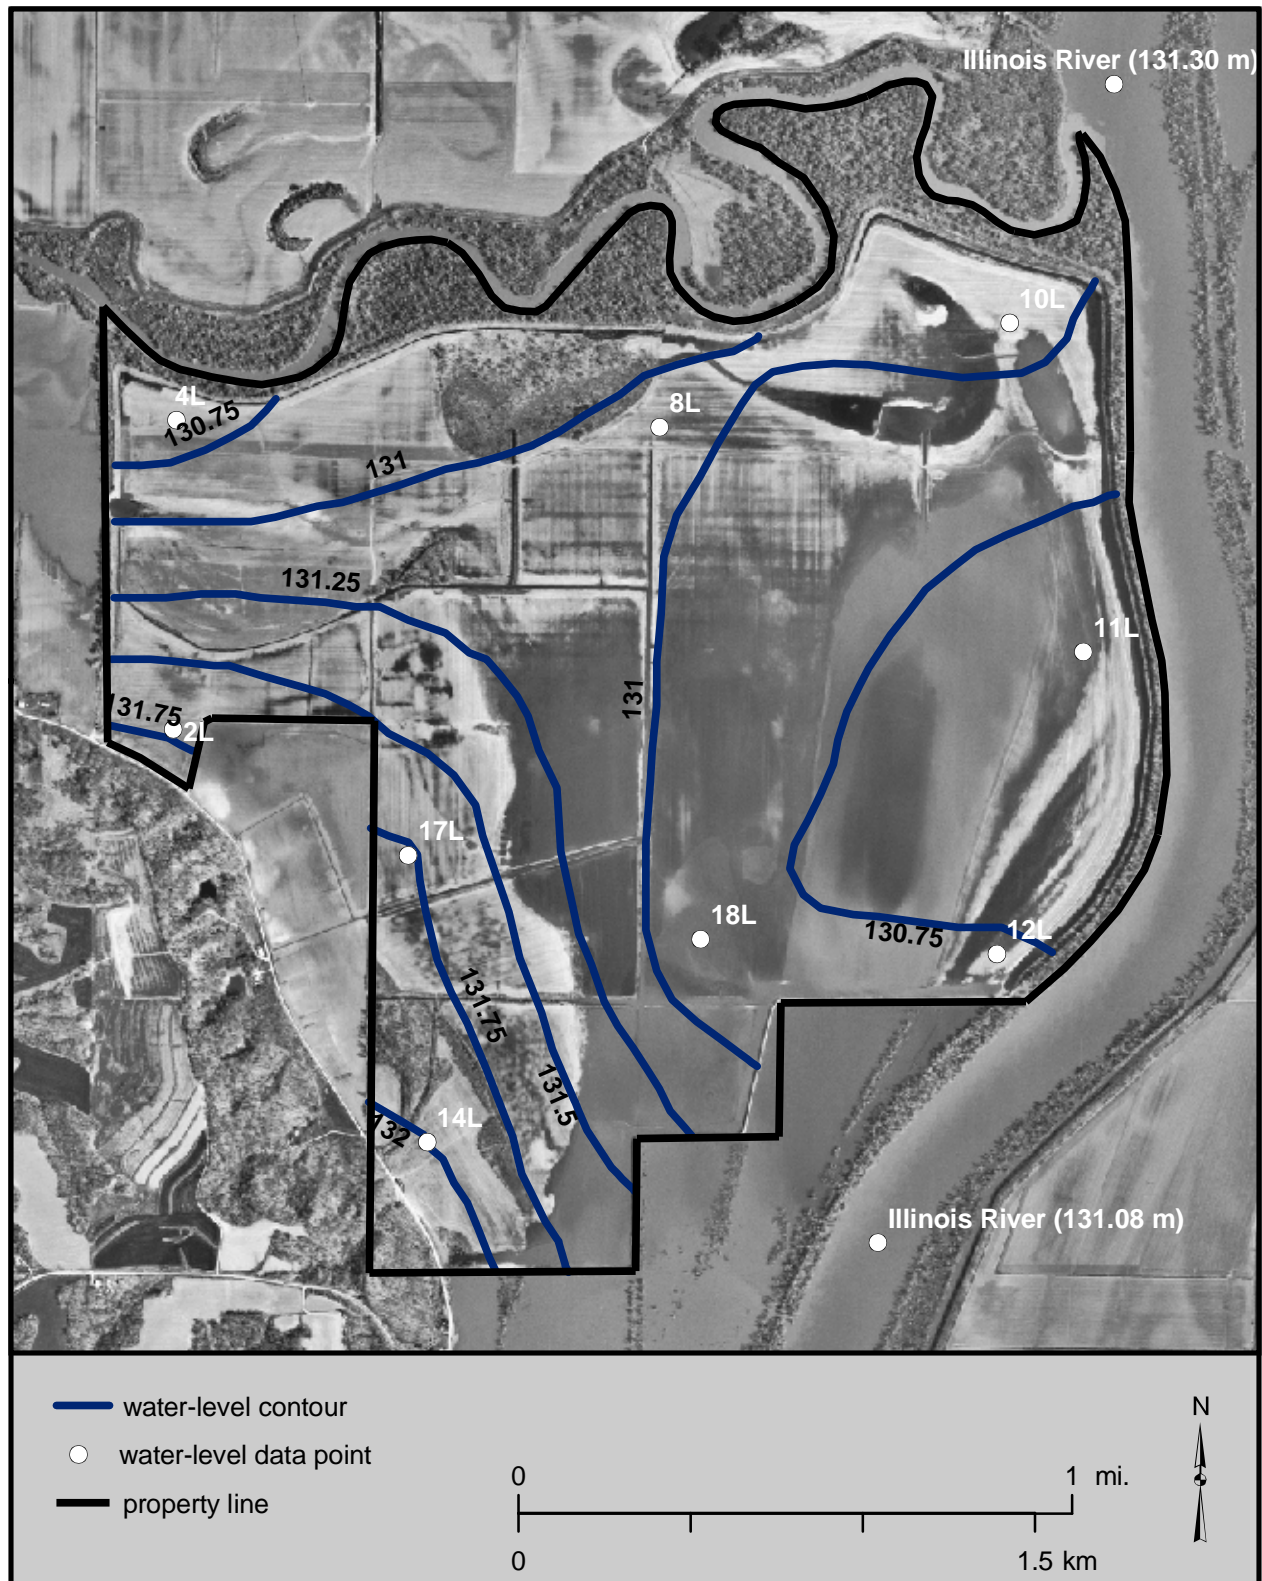 Illinois River (131.30 m)
10L
4L
130.75
8L
131
131.25
11L
131
131.75
2L
17L
18L
12L
130.75
131.75
131.5
14L
132
Illinois River (131.08 m)
water-level contour
water-level data point
property line
N
0 1 mi.
0 1.5 km